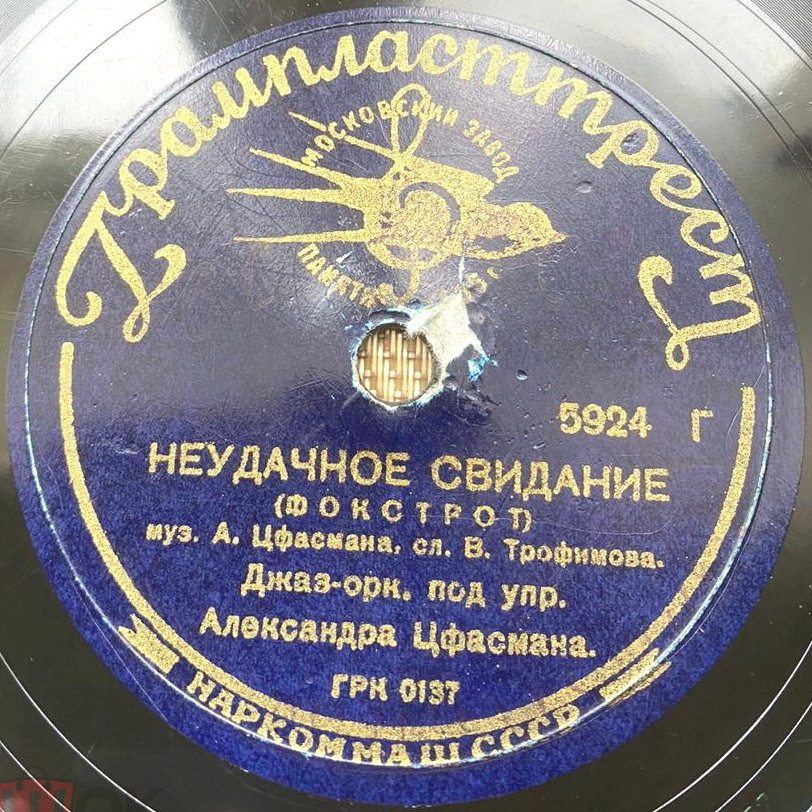 Грампласттрест
МОСКОВСКИЙ ЗАВОД
ПАМЯТИ
5924 Г
НЕУДАЧНОЕ СВИДАНИЕ
(ФОКСТРОТ)
муз. А. Цфасмана, сл. В. Трофимова.
Джаз-орк. под упр.
Александра Цфасмана.
ГРК 0137
НАРКОММАШ СССР